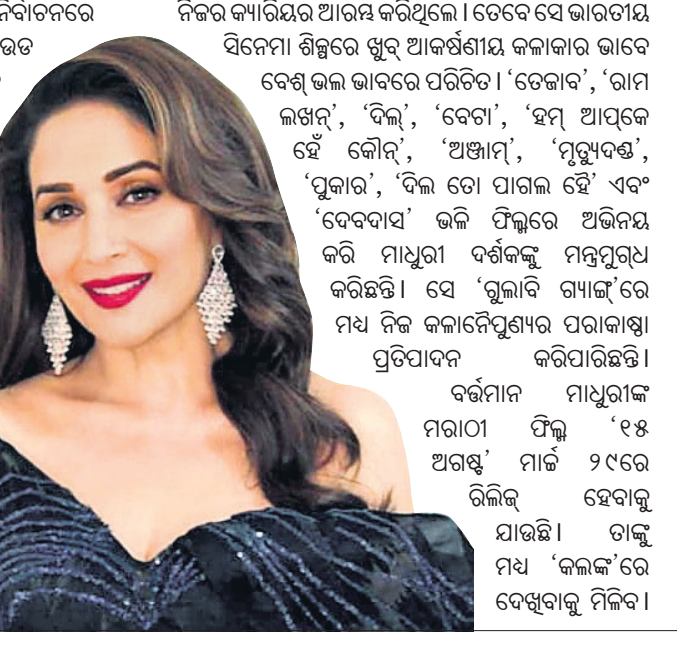 ନିର୍ବାଚନରେ
ନିଜର କ୍ୟାରିୟର ଆରମ୍ଭ କରିଥିଲେ । ତେବେ ସେ ଭାରତୀୟ
ସିନେମା ଶିଳ୍ପରେ ଖୁବ୍ ଆକର୍ଷଣୀୟ କଳାକାର ଭାବେ
ବେଶ୍ ଭଲ ଭାବରେ ପରିଚିତ । ‘ତେଜାବ’, ‘ରାମ
ଲଖନ୍’, ‘ଦିଲ୍’, ‘ବେଟା’, ‘ହମ୍ ଆପ୍‌କେ
ହେଁ କୌନ୍’, ‘ଅଞ୍ଜାମ୍’, ‘ମୃତ୍ୟୁଦଣ୍ଡ’,
‘ପୁକାର’, ‘ଦିଲ ତୋ ପାଗଲ ହୈ’ ଏବଂ
‘ଦେବଦାସ’ ଭଳି ଫିଲ୍ମରେ ଅଭିନୟ
କରି ମାଧୁରୀ ଦର୍ଶକଙ୍କୁ ମନ୍ତ୍ରମୁଗ୍ଧ
କରିଛନ୍ତି । ସେ ‘ଗୁଲାବି ଗ୍ୟାଙ୍ଗ୍’ରେ
ମଧ୍ୟ ନିଜ କଳାନୈପୁଣ୍ୟର ପରାକାଷ୍ଠା
ପ୍ରତିପାଦନ କରିପାରିଛନ୍ତି ।
ବର୍ତ୍ତମାନ ମାଧୁରୀଙ୍କ
ମରାଠୀ ଫିଲ୍ମ ‘୧୫
ଅଗଷ୍ଟ’ ମାର୍ଚ୍ଚ ୨୯ରେ
ରିଲିଜ୍ ହେବାକୁ
ଯାଉଛି । ତାଙ୍କୁ
ମଧ୍ୟ ‘କଲଙ୍କ’ରେ
ଦେଖିବାକୁ ମିଳିବ ।